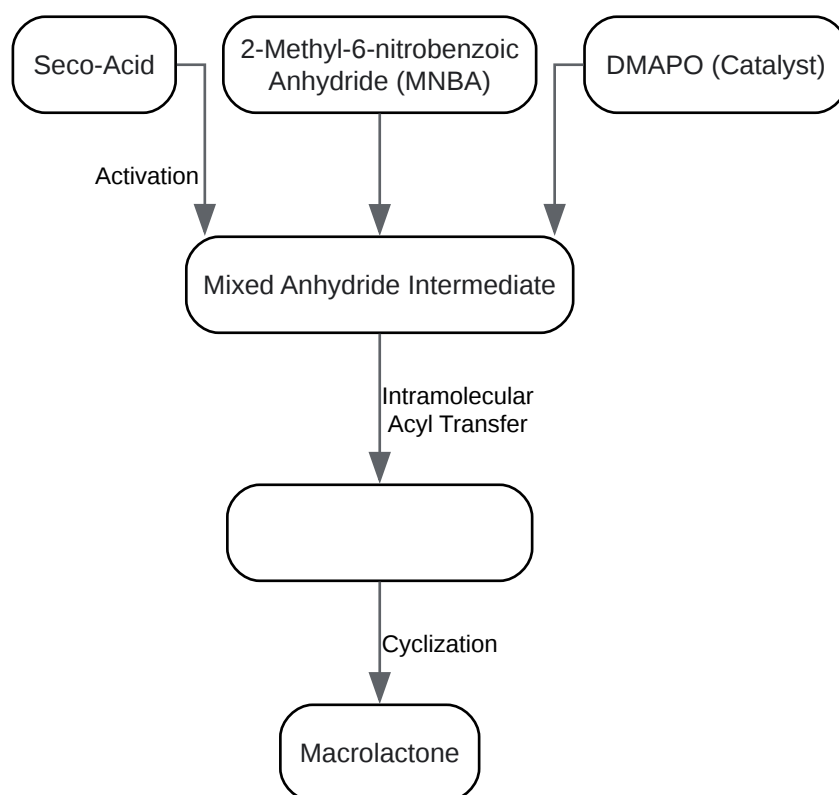 Seco-Acid
2-Methyl-6-nitrobenzoic
Anhydride (MNBA)
DMAPO (Catalyst)
Activation
Mixed Anhydride Intermediate
Intramolecular
Acyl Transfer
Cyclization
Macrolactone